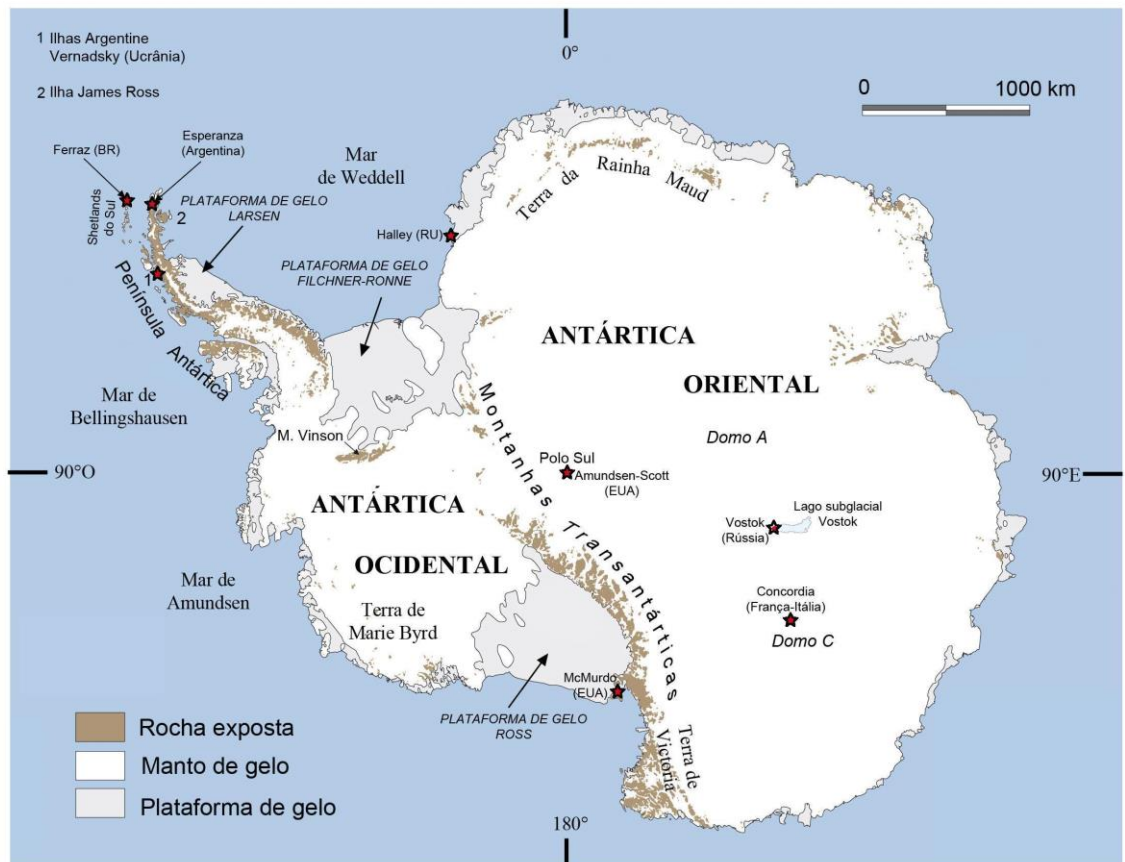 1 Ilhas Argentine
Vernadsky (Ucrânia)
2 Ilha James Ross
0°
0 1000 km
Ferraz (BR)
Esperanza
(Argentina)
Mar
de Weddell
Terra da Rainha Maud
Shetlands
do Sul
2
PLATAFORMA DE GELO
LARSEN
Halley (RU)
PLATAFORMA DE GELO
FILCHNER-RONNE
1
Península Antártica
ANTÁRTICA
ORIENTAL
Mar de
Bellingshausen
M. Vinson
Montanhas Transantárticas
Domo A
Polo Sul
Amundsen-Scott
(EUA)
90°O
90°E
ANTÁRTICA
OCIDENTAL
Lago subglacial
Vostok
Vostok
(Rússia)
Mar de
Amundsen
Terra de
Marie Byrd
Concordia
(França-Itália)
Domo C
McMurdo
(EUA)
PLATAFORMA DE GELO
ROSS
Terra de
Victória
Rocha exposta
Manto de gelo
Plataforma de gelo
180°